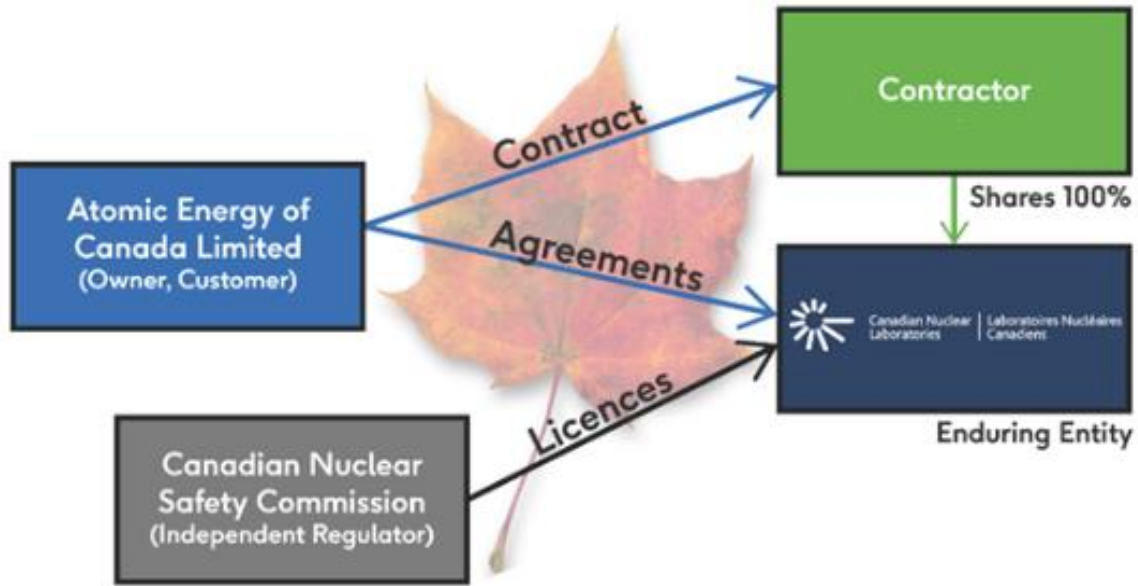 Contractor
Contract
Shares 100%
Atomic Energy of
Canada Limited
(Owner, Customer)
Agreements
Canadian Nuclear | Laboratoires Nucléaires
Laboratories | Canadiens
Licences
Enduring Entity
Canadian Nuclear
Safety Commission
(Independent Regulator)